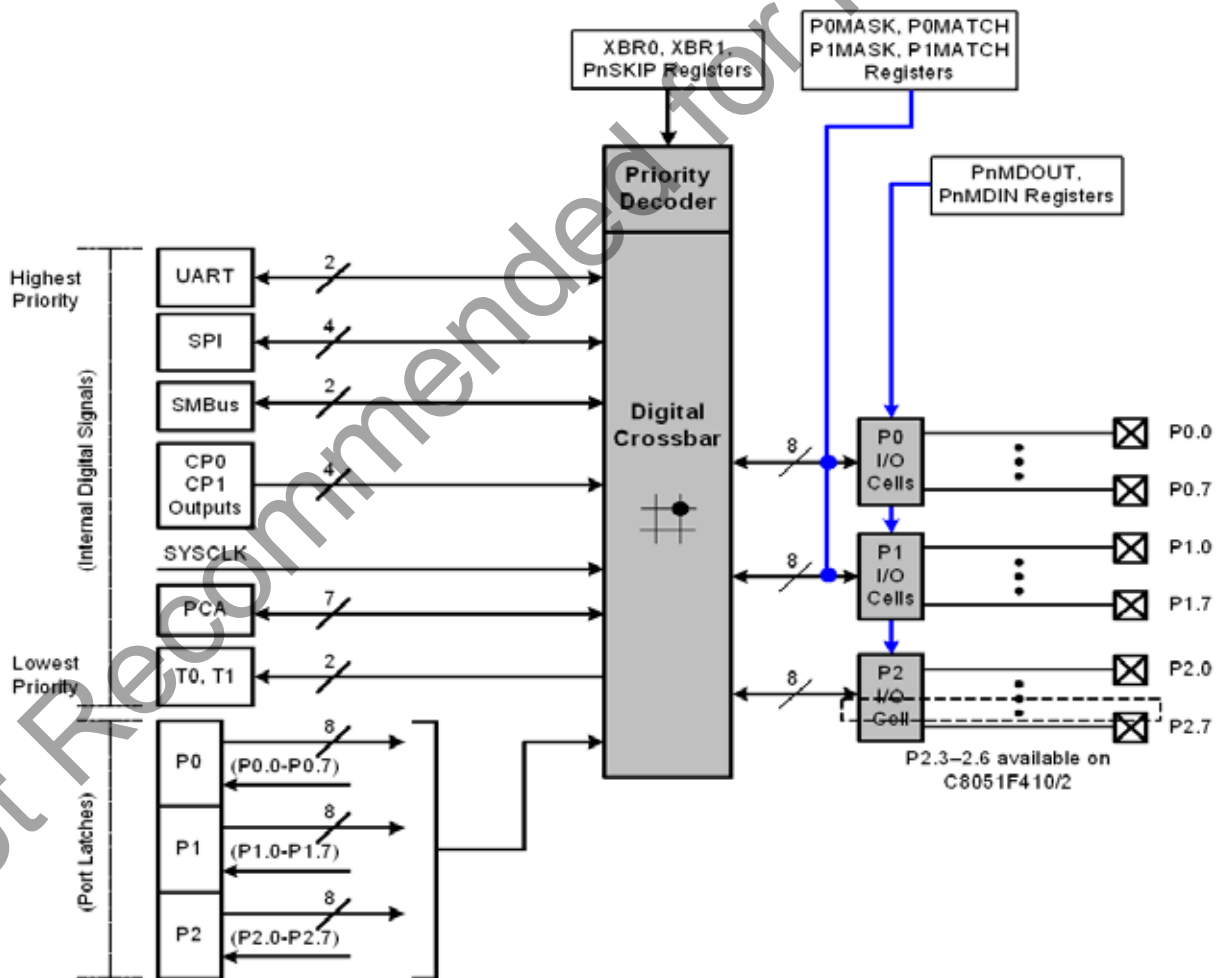 XBR0, XBR1,
PnSKIP Registers
P0MASK, P0MATCH
P1MASK, P1MATCH
Registers
PnMDOUT,
PnMDIN Registers
Priority
Decoder
Digital
Crossbar
Highest
Priority
(Internal Digital Signals)
Lowest
Priority
(Port Latches)
UART
2
SPI
4
SMBus
2
CP0
CP1
Outputs
4
SYSCLK
PCA
7
T0, T1
2
P0
8
(P0.0-P0.7)
P1
8
(P1.0-P1.7)
P2
8
(P2.0-P2.7)
8
P0
I/O
Cells
P0.0
P0.7
8
P1
I/O
Cells
P1.0
P1.7
8
P2
I/O
Cell
P2.0
P2.7
P2.3–2.6 available on
C8051F410/2
Recommended for